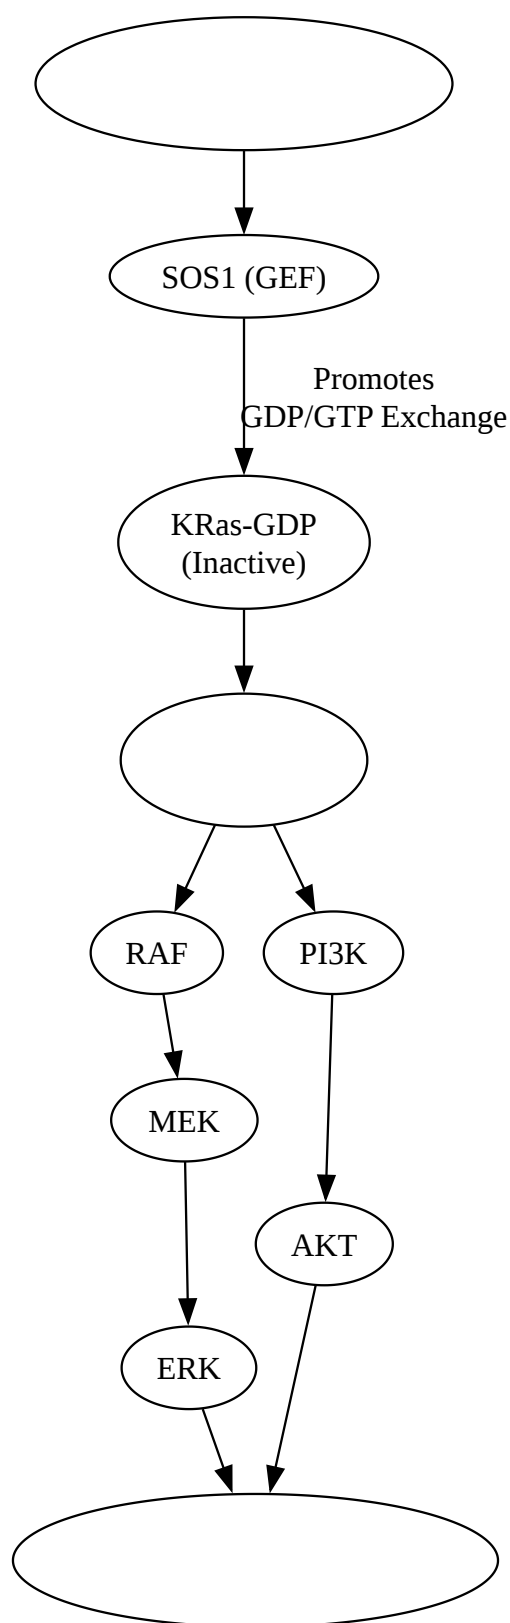 SOS1 (GEF)
Promotes
GDP/GTP Exchange
KRas-GDP
(Inactive)
RAF
PI3K
MEK
AKT
ERK